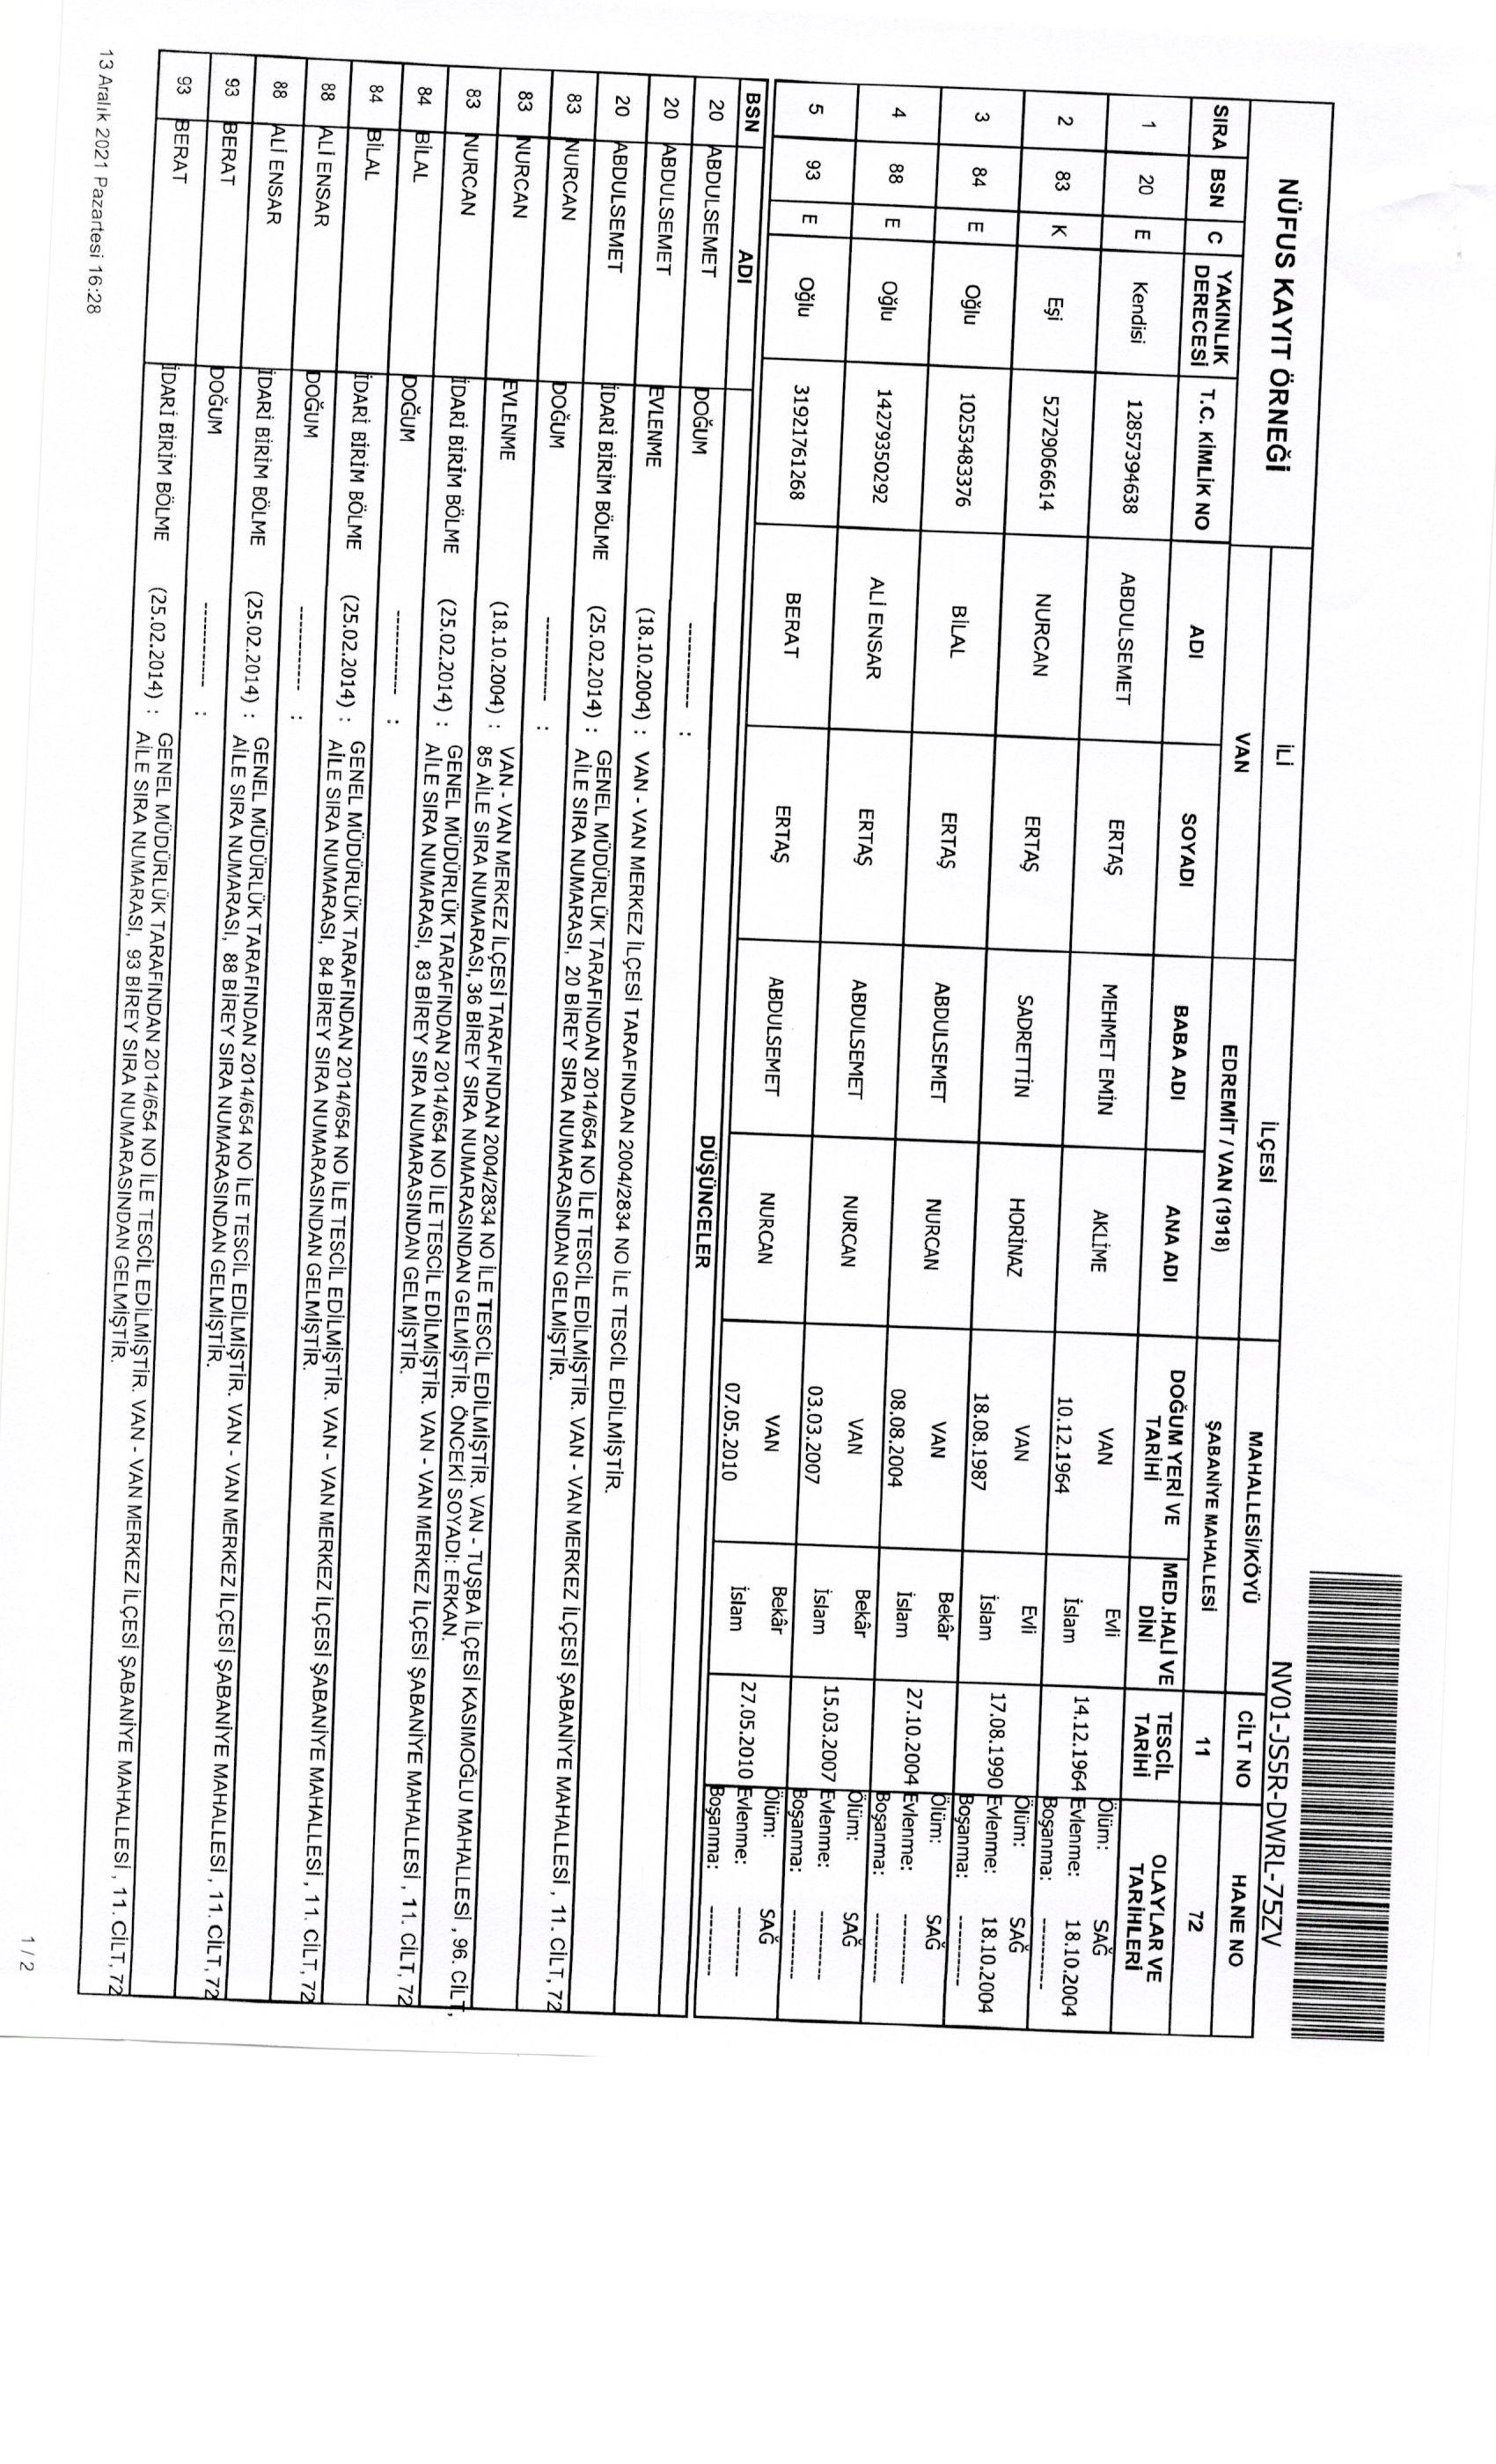 NV01-JS5R-DWRL-75ZV
NÜFUS KAYIT ÖRNEĞİ İLİ İLÇESİ MAHALLESİ/KÖYÜ CİLT NO HANE NO
VAN EDREMİT / VAN (1918) ŞABANİYE MAHALLESİ 11 72
SIRA BSN C YAKINLIK DERECESİ T.C. KİMLİK NO ADI SOYADI BABA ADI ANA ADI DOĞUM YERİ VE TARİHİ MED.HALİ VE DİNİ TESCİL TARİHİ OLAYLAR VE TARİHLERİ
1 20 E Kendisi 12857394638 ABDULSEMET ERTAŞ MEHMET EMİN AKLİME VAN 10.12.1964 Evli İslam 14.12.1964 Ölüm: SAĞ Evlenme: 18.10.2004 Boşanma: ----------
2 83 K Eşi 52729066614 NURCAN ERTAŞ SADRETTİN HORİNAZ VAN 18.08.1987 Evli İslam 17.08.1990 Ölüm: SAĞ Evlenme: 18.10.2004 Boşanma: ----------
3 84 E Oğlu 10253483376 BİLAL ERTAŞ ABDULSEMET NURCAN VAN 08.08.2004 Bekâr İslam 27.10.2004 Ölüm: SAĞ Evlenme: ---------- Boşanma: ----------
4 88 E Oğlu 14279350292 ALİ ENSAR ERTAŞ ABDULSEMET NURCAN VAN 03.03.2007 Bekâr İslam 15.03.2007 Ölüm: SAĞ Evlenme: ---------- Boşanma: ----------
5 93 E Oğlu 31921761268 BERAT ERTAŞ ABDULSEMET NURCAN VAN 07.05.2010 Bekâr İslam 27.05.2010 Ölüm: SAĞ Evlenme: ---------- Boşanma: ----------
BSN ADI DÜŞÜNCELER
20 ABDULSEMET DOĞUM ----------- :
20 ABDULSEMET EVLENME (18.10.2004) : VAN - VAN MERKEZ İLÇESİ TARAFINDAN 2004/2834 NO İLE TESCİL EDİLMİŞTİR.
20 ABDULSEMET İDARİ BİRİM BÖLME (25.02.2014) : GENEL MÜDÜRLÜK TARAFINDAN 2014/654 NO İLE TESCİL EDİLMİŞTİR. VAN - VAN MERKEZ İLÇESİ ŞABANİYE MAHALLESİ , 11. CİLT, 72
AİLE SIRA NUMARASI, 20 BİREY SIRA NUMARASINDAN GELMİŞTİR.
83 NURCAN DOĞUM ----------- :
83 NURCAN EVLENME (18.10.2004) : VAN - VAN MERKEZ İLÇESİ TARAFINDAN 2004/2834 NO İLE TESCİL EDİLMİŞTİR. VAN - TUŞBA İLÇESİ KASIMOĞLU MAHALLESİ , 96. CİLT,
85 AİLE SIRA NUMARASI, 36 BİREY SIRA NUMARASINDAN GELMİŞTİR. ÖNCEKİ SOYADI: ERKAN.
83 NURCAN İDARİ BİRİM BÖLME (25.02.2014) : GENEL MÜDÜRLÜK TARAFINDAN 2014/654 NO İLE TESCİL EDİLMİŞTİR. VAN - VAN MERKEZ İLÇESİ ŞABANİYE MAHALLESİ , 11. CİLT, 72
AİLE SIRA NUMARASI, 83 BİREY SIRA NUMARASINDAN GELMİŞTİR.
84 BİLAL DOĞUM ----------- :
84 BİLAL İDARİ BİRİM BÖLME (25.02.2014) : GENEL MÜDÜRLÜK TARAFINDAN 2014/654 NO İLE TESCİL EDİLMİŞTİR. VAN - VAN MERKEZ İLÇESİ ŞABANİYE MAHALLESİ , 11. CİLT, 72
AİLE SIRA NUMARASI, 84 BİREY SIRA NUMARASINDAN GELMİŞTİR.
88 ALİ ENSAR DOĞUM ----------- :
88 ALİ ENSAR İDARİ BİRİM BÖLME (25.02.2014) : GENEL MÜDÜRLÜK TARAFINDAN 2014/654 NO İLE TESCİL EDİLMİŞTİR. VAN - VAN MERKEZ İLÇESİ ŞABANİYE MAHALLESİ , 11. CİLT, 72
AİLE SIRA NUMARASI, 88 BİREY SIRA NUMARASINDAN GELMİŞTİR.
93 BERAT DOĞUM ----------- :
93 BERAT İDARİ BİRİM BÖLME (25.02.2014) : GENEL MÜDÜRLÜK TARAFINDAN 2014/654 NO İLE TESCİL EDİLMİŞTİR. VAN - VAN MERKEZ İLÇESİ ŞABANİYE MAHALLESİ , 11. CİLT, 72
AİLE SIRA NUMARASI, 93 BİREY SIRA NUMARASINDAN GELMİŞTİR.
13 Aralık 2021 Pazartesi 16:28
1 / 2